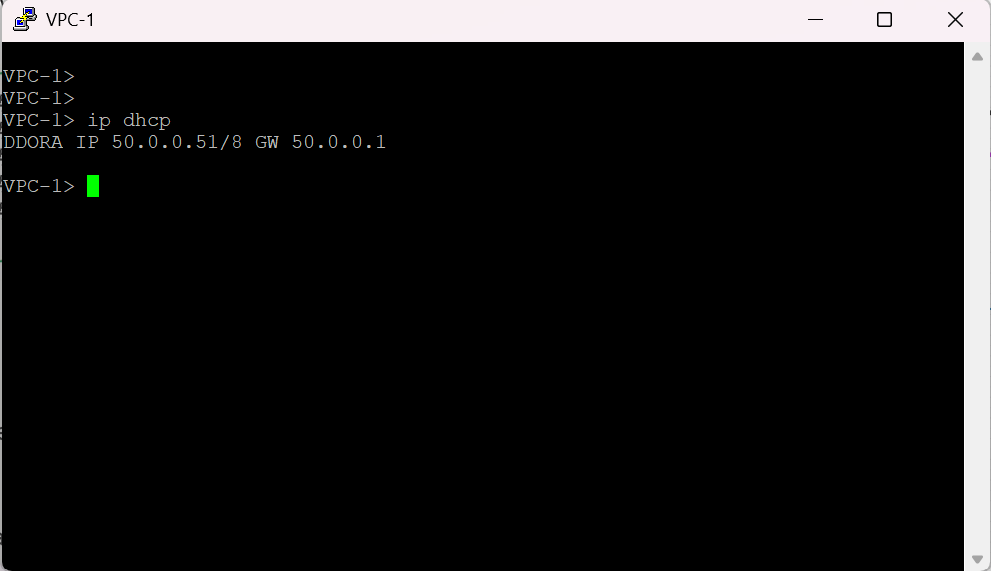 VPC-1
VPC-1>
VPC-1>
VPC-1> ip dhcp
DDORA IP 50.0.0.51/8 GW 50.0.0.1
VPC-1>